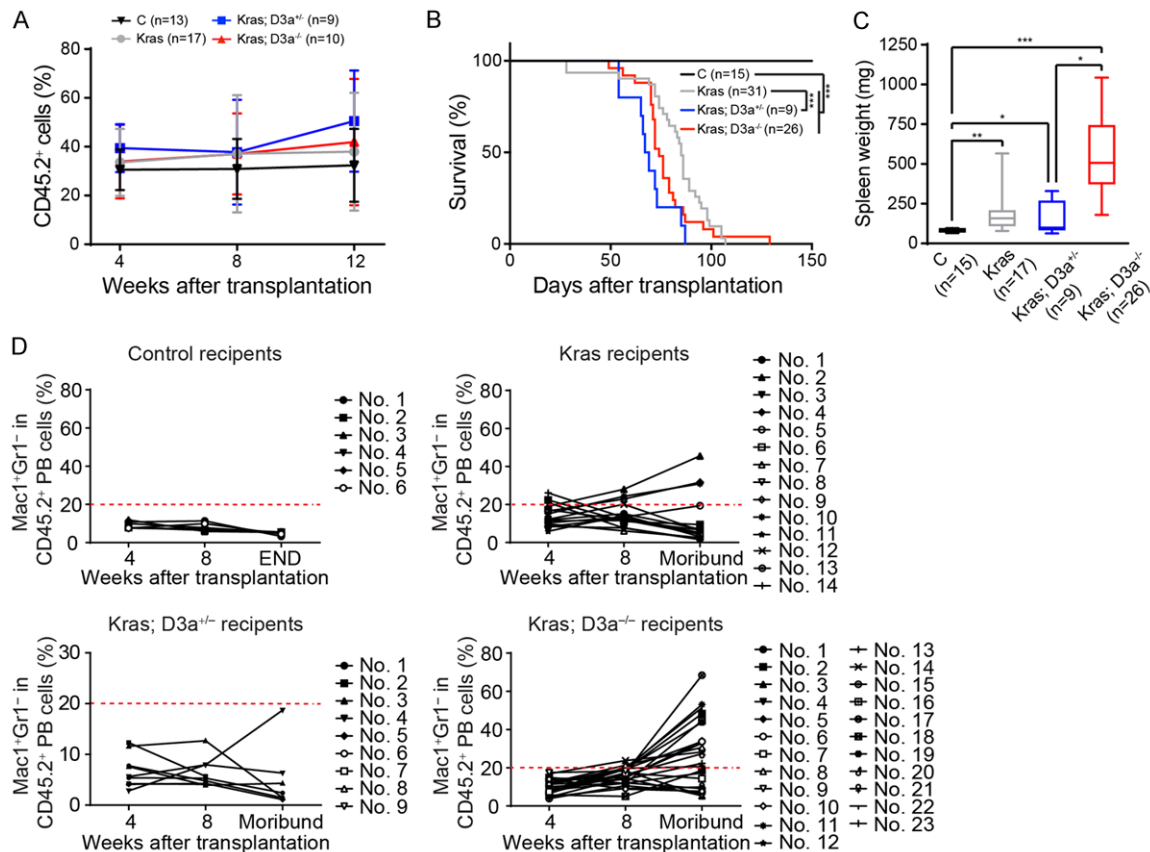 A
C (n=13)
Kras; D3a+/- (n=9)
Kras (n=17)
Kras; D3a-/- (n=10)
CD45.2+ cells (%)
80
60
40
20
0
4
8
12
Weeks after transplantation
B
Survival (%)
100
50
0
0
50
100
150
Days after transplantation
C (n=15)
Kras (n=31)
Kras; D3a+/- (n=9)
Kras; D3a-/- (n=26)
***
***
C
Spleen weight (mg)
1250
1000
750
500
250
0
***
*
*
**
C
(n=15)
Kras
(n=17)
Kras; D3a+/-
(n=9)
Kras; D3a-/-
(n=26)
D
Control recipents
Mac1+Gr1− in
CD45.2+ PB cells (%)
80
60
40
20
0
4
8
END
Weeks after transplantation
No. 1
No. 2
No. 3
No. 4
No. 5
No. 6
Kras recipents
Mac1+Gr1− in
CD45.2+ PB cells (%)
80
60
40
20
0
4
8
Moribund
Weeks after transplantation
No. 1
No. 2
No. 3
No. 4
No. 5
No. 6
No. 7
No. 8
No. 9
No. 10
No. 11
No. 12
No. 13
No. 14
Kras; D3a+/− recipents
Mac1+Gr1− in
CD45.2+ PB cells (%)
30
20
10
0
4
8
Moribund
Weeks after transplantation
No. 1
No. 2
No. 3
No. 4
No. 5
No. 6
No. 7
No. 8
No. 9
Kras; D3a−/− recipents
Mac1+Gr1− in
CD45.2+ PB cells (%)
80
60
40
20
0
4
8
Moribund
Weeks after transplantation
No. 1
No. 2
No. 3
No. 4
No. 5
No. 6
No. 7
No. 8
No. 9
No. 10
No. 11
No. 12
No. 13
No. 14
No. 15
No. 16
No. 17
No. 18
No. 19
No. 20
No. 21
No. 22
No. 23